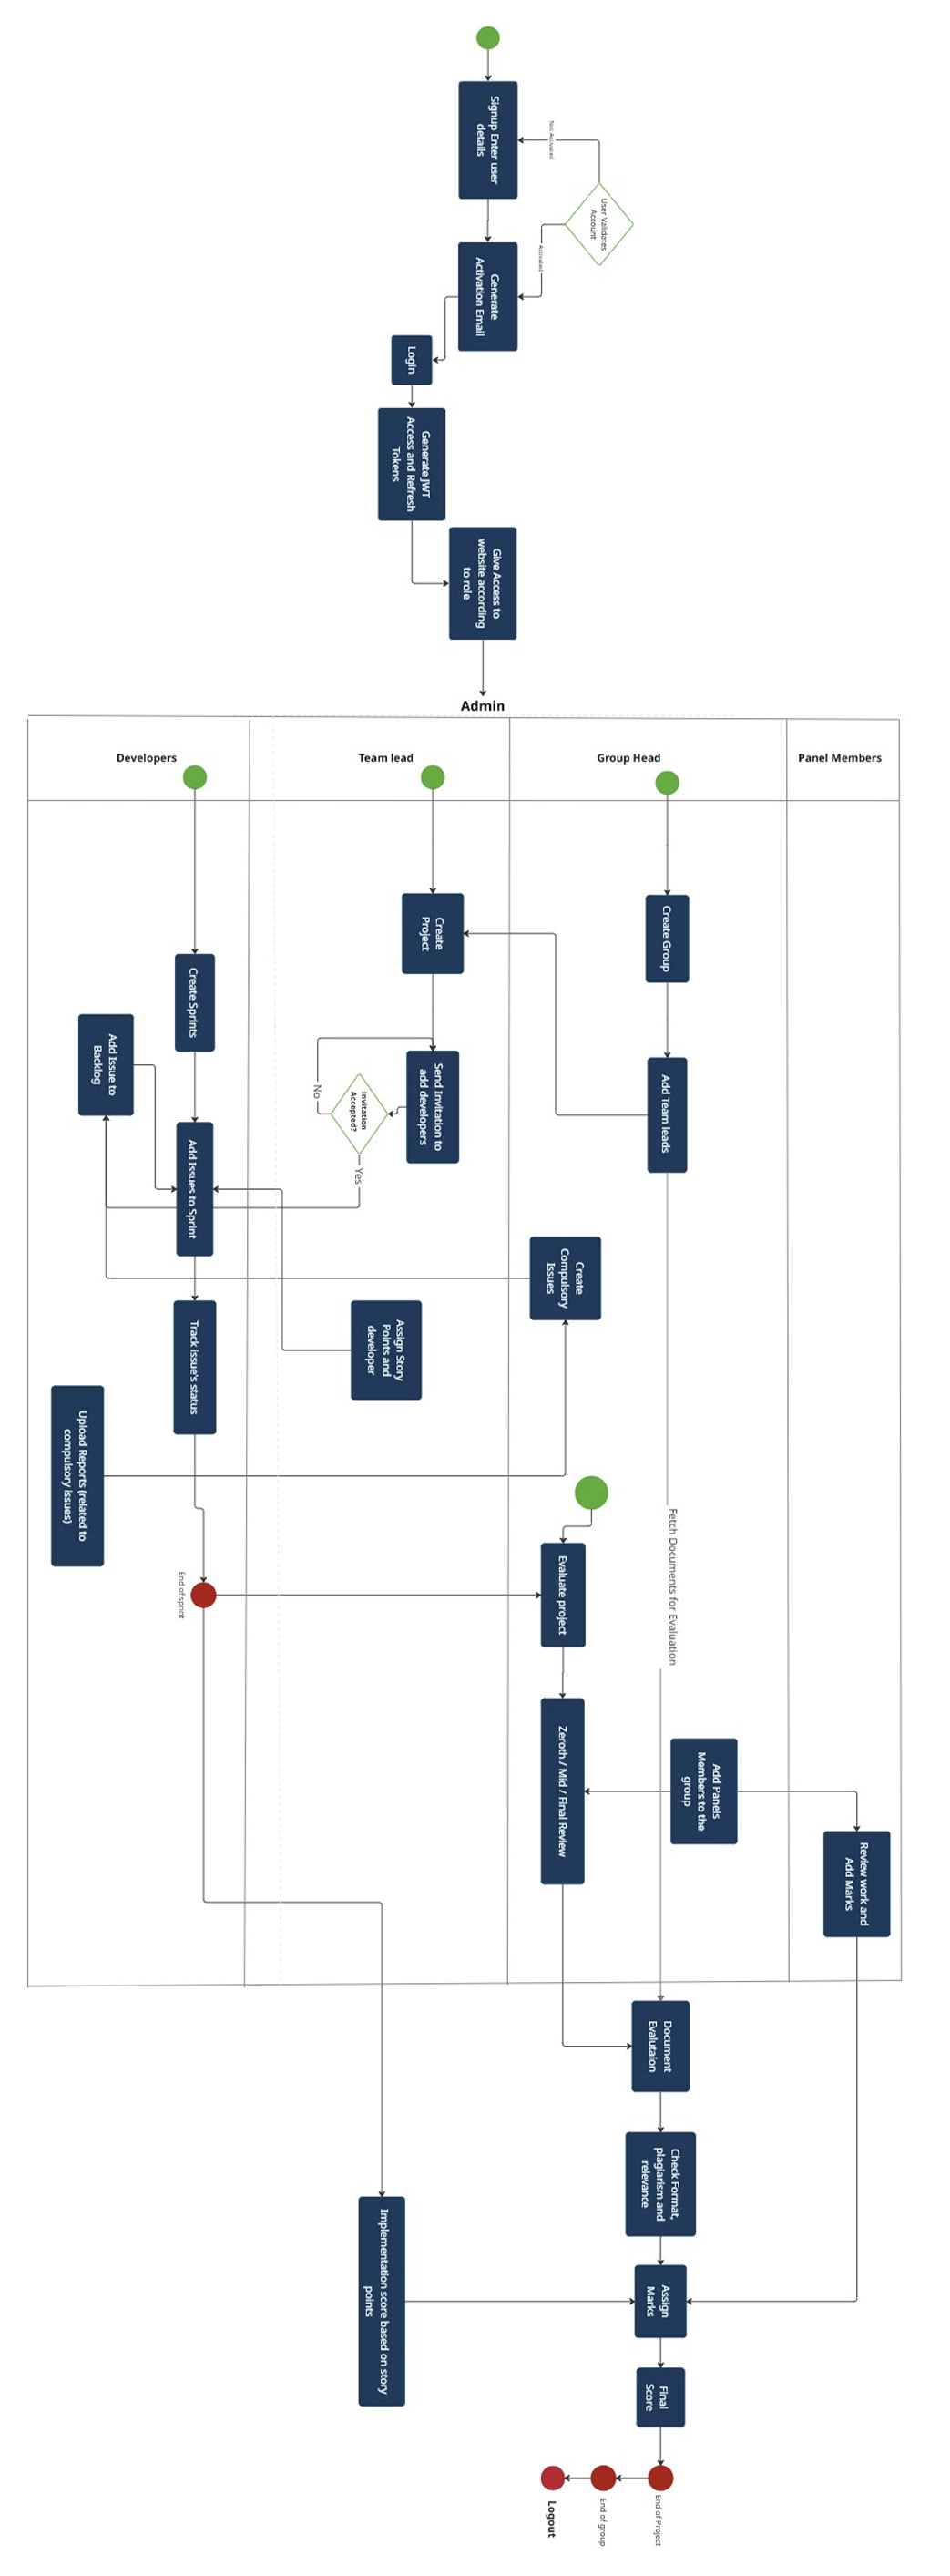 Signup Enter user
details
Not Activated
User Validates
Account
Activated
Generate
Activation Email
Login
Generate JWT
Access and Refresh
Tokens
Give Access to
website according
to role
Admin
Developers
Team lead
Group Head
Panel Members
Create
Project
Create Group
Create Sprints
Add Issue to
Backlog
Send Invitation to
add developers
Invitation
Accepted?
No
Yes
Add Team leads
Add Issues to Sprint
Create
Compulsory
Issues
Assign Story
Points and
developer
Track issue's status
Upload Reports (related to
compulsory issues)
End of sprint
Evaluate project
Fetch Documents for Evaluation
Zeroth / Mid / Final Review
Add Panels
Members to the
group
Review work and
Add Marks
Document
Evalutaion
Check Format,
plagiarism and
relevance
Implementation score based on story
points
Assign
Marks
Final
Score
End of Project
End of group
Logout